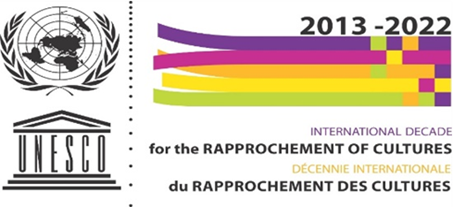 UNESCO
2013 -2022
INTERNATIONAL DECADE
for the RAPPROCHEMENT OF CULTURES
DÉCENNIE INTERNATIONALE
du RAPPROCHEMENT DES CULTURES